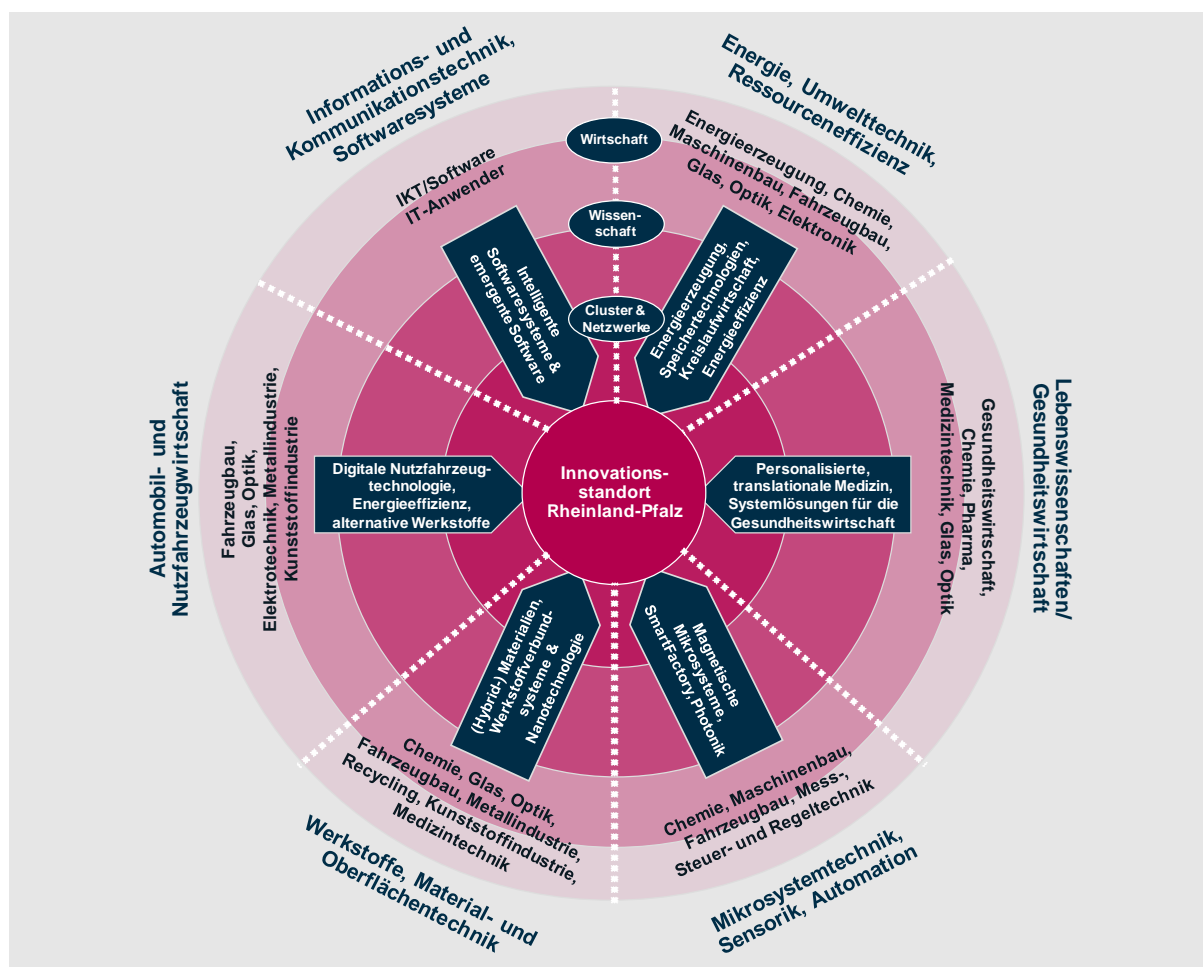 Informations- und
Kommunikationstechnik,
Softwaresysteme
Energie, Umwelttechnik,
Ressourceneffizienz
Wirtschaft
Wissen-
schaft
Cluster &
Netzwerke
IKT/Software
IT-Anwender
Energieerzeugung, Chemie,
Maschinenbau, Fahrzeugbau,
Glas, Optik, Elektronik
Intelligente
Softwaresysteme &
emergente Software
Energieerzeugung,
Speichertechnologien,
Kreislaufwirtschaft,
Energieeffizienz
Automobil- und
Nutzfahrzeugwirtschaft
Fahrzeugbau,
Glas, Optik,
Elektrotechnik, Metallindustrie,
Kunststoffindustrie
Digitale Nutzfahrzeug-
technologie,
Energieeffizienz,
alternative Werkstoffe
Innovations-
standort
Rheinland-Pfalz
Personalisierte,
translationale Medizin,
Systemlösungen für die
Gesundheitswirtschaft
Gesundheitswirtschaft,
Chemie, Pharma,
Medizintechnik, Glas, Optik
Lebenswissenschaften/
Gesundheitswirtschaft
(Hybrid-) Materialien,
Werkstoffverbund-
systeme &
Nanotechnologie
Magnetische
Mikrosysteme,
SmartFactory, Photonik
Chemie, Glas, Optik,
Fahrzeugbau, Metallindustrie,
Recycling, Kunststoffindustrie,
Medizintechnik
Chemie, Maschinenbau,
Fahrzeugbau, Mess-,
Steuer- und Regeltechnik
Werkstoffe, Material- und
Oberflächentechnik
Mikrosystemtechnik,
Sensorik, Automation